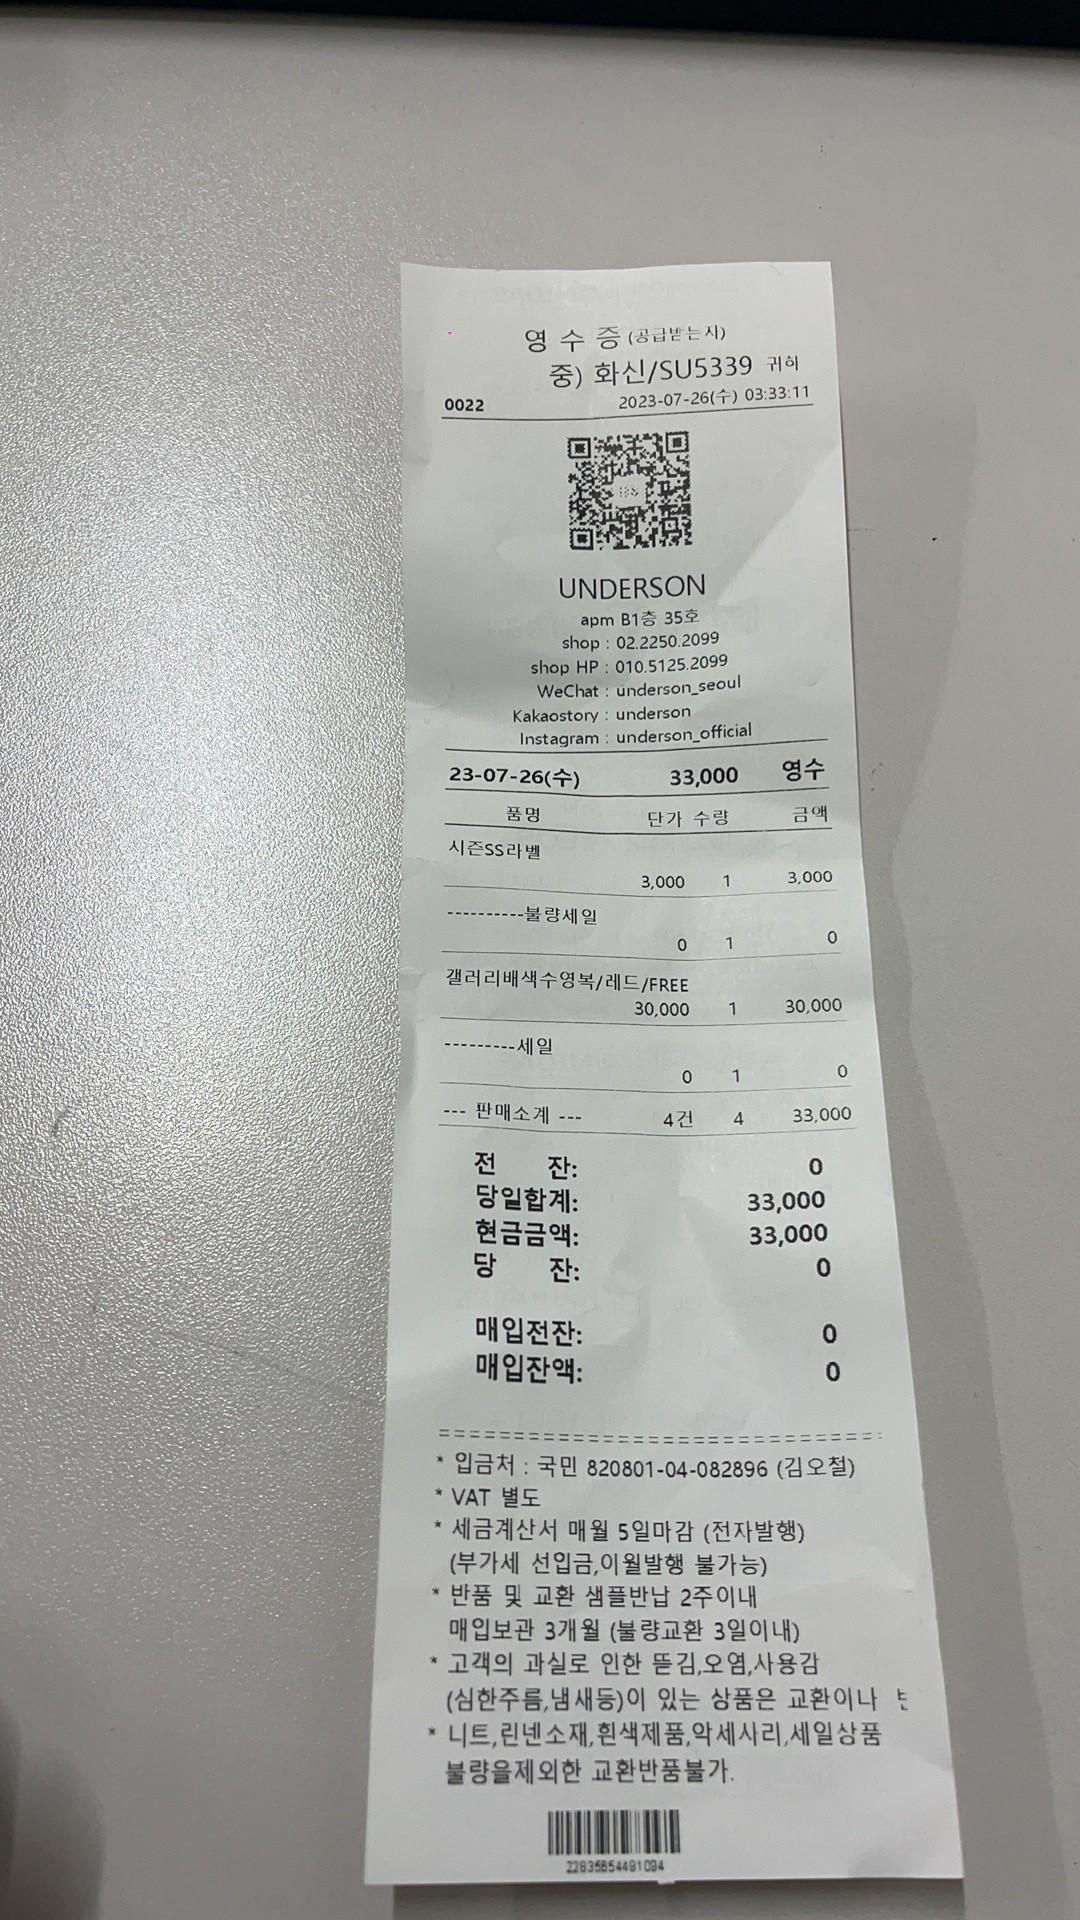 영 수 증 (공급받는자)
중) 화신/SU5339 귀하
0022 2023-07-26(수) 03:33:11
UNDERSON
apm B1층 35호
shop : 02.2250.2099
shop HP : 010.5125.2099
WeChat : underson_seoul
Kakaostory : underson
Instagram : underson_official
23-07-26(수) 33,000 영수
품명 단가 수량 금액
시즌SS라벨
3,000 1 3,000
----------불량세일
0 1 0
갤러리배색수영복/레드/FREE
30,000 1 30,000
---------세일
0 1 0
--- 판매소계 --- 4건 4 33,000
전 잔: 0
당일합계: 33,000
현금금액: 33,000
당 잔: 0
매입전잔: 0
매입잔액: 0
===============================
* 입금처 : 국민 820801-04-082896 (김오철)
* VAT 별도
* 세금계산서 매월 5일마감 (전자발행)
(부가세 선입금,이월발행 불가능)
* 반품 및 교환 샘플반납 2주이내
매입보관 3개월 (불량교환 3일이내)
* 고객의 과실로 인한 뜯김,오염,사용감
(심한주름,냄새등)이 있는 상품은 교환이나
* 니트,린넨소재,흰색제품,악세사리,세일상품
불량을제외한 교환반품불가.
22835654491094